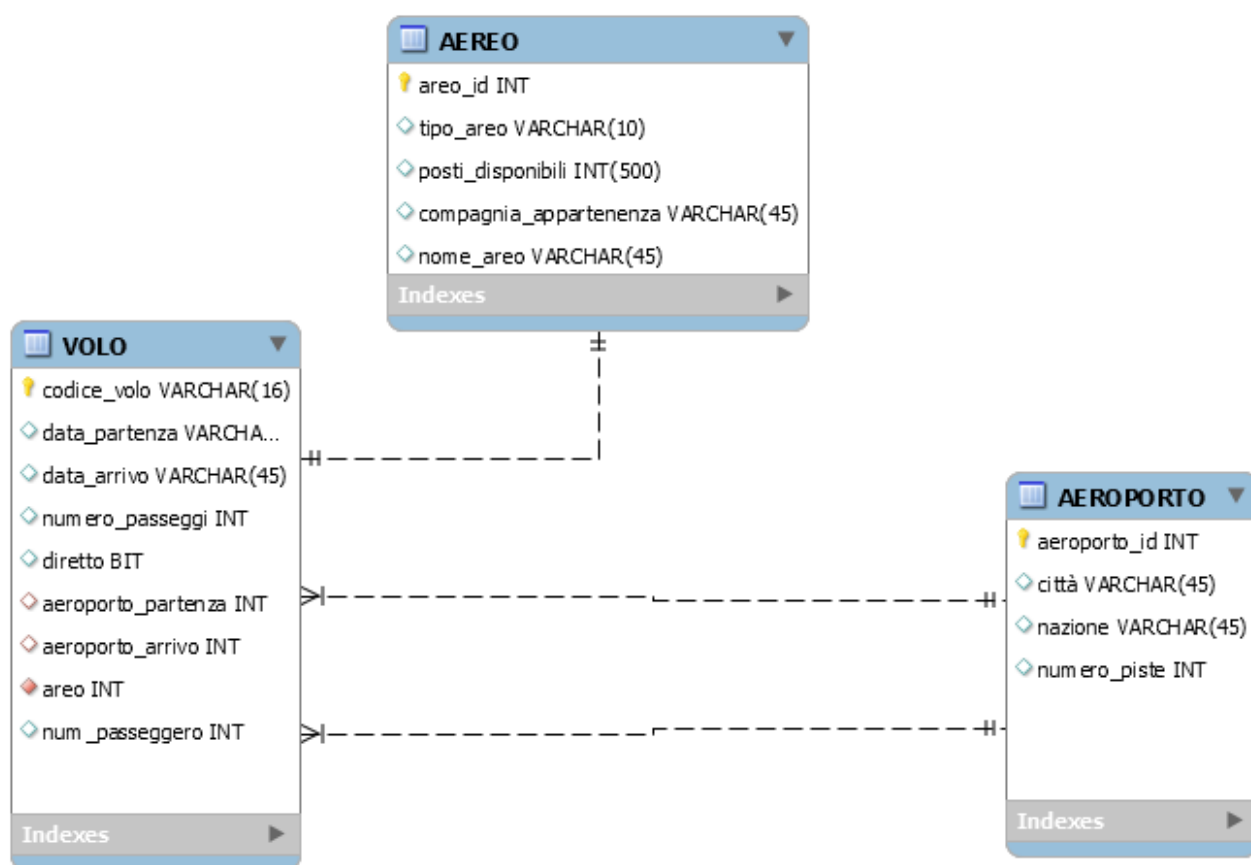 AEREO
areo_id INT
tipo_areo VARCHAR(10)
posti_disponibili INT(500)
compagnia_appartenenza VARCHAR(45)
nome_areo VARCHAR(45)
Indexes
VOLO
codice_volo VARCHAR(16)
data_partenza VARCHA...
data_arrivo VARCHAR(45)
numero_passeggi INT
diretto BIT
aeroporto_partenza INT
aeroporto_arrivo INT
areo INT
num_passeggero INT
Indexes
AEROPORTO
aeroporto_id INT
città VARCHAR(45)
nazione VARCHAR(45)
numero_piste INT
Indexes